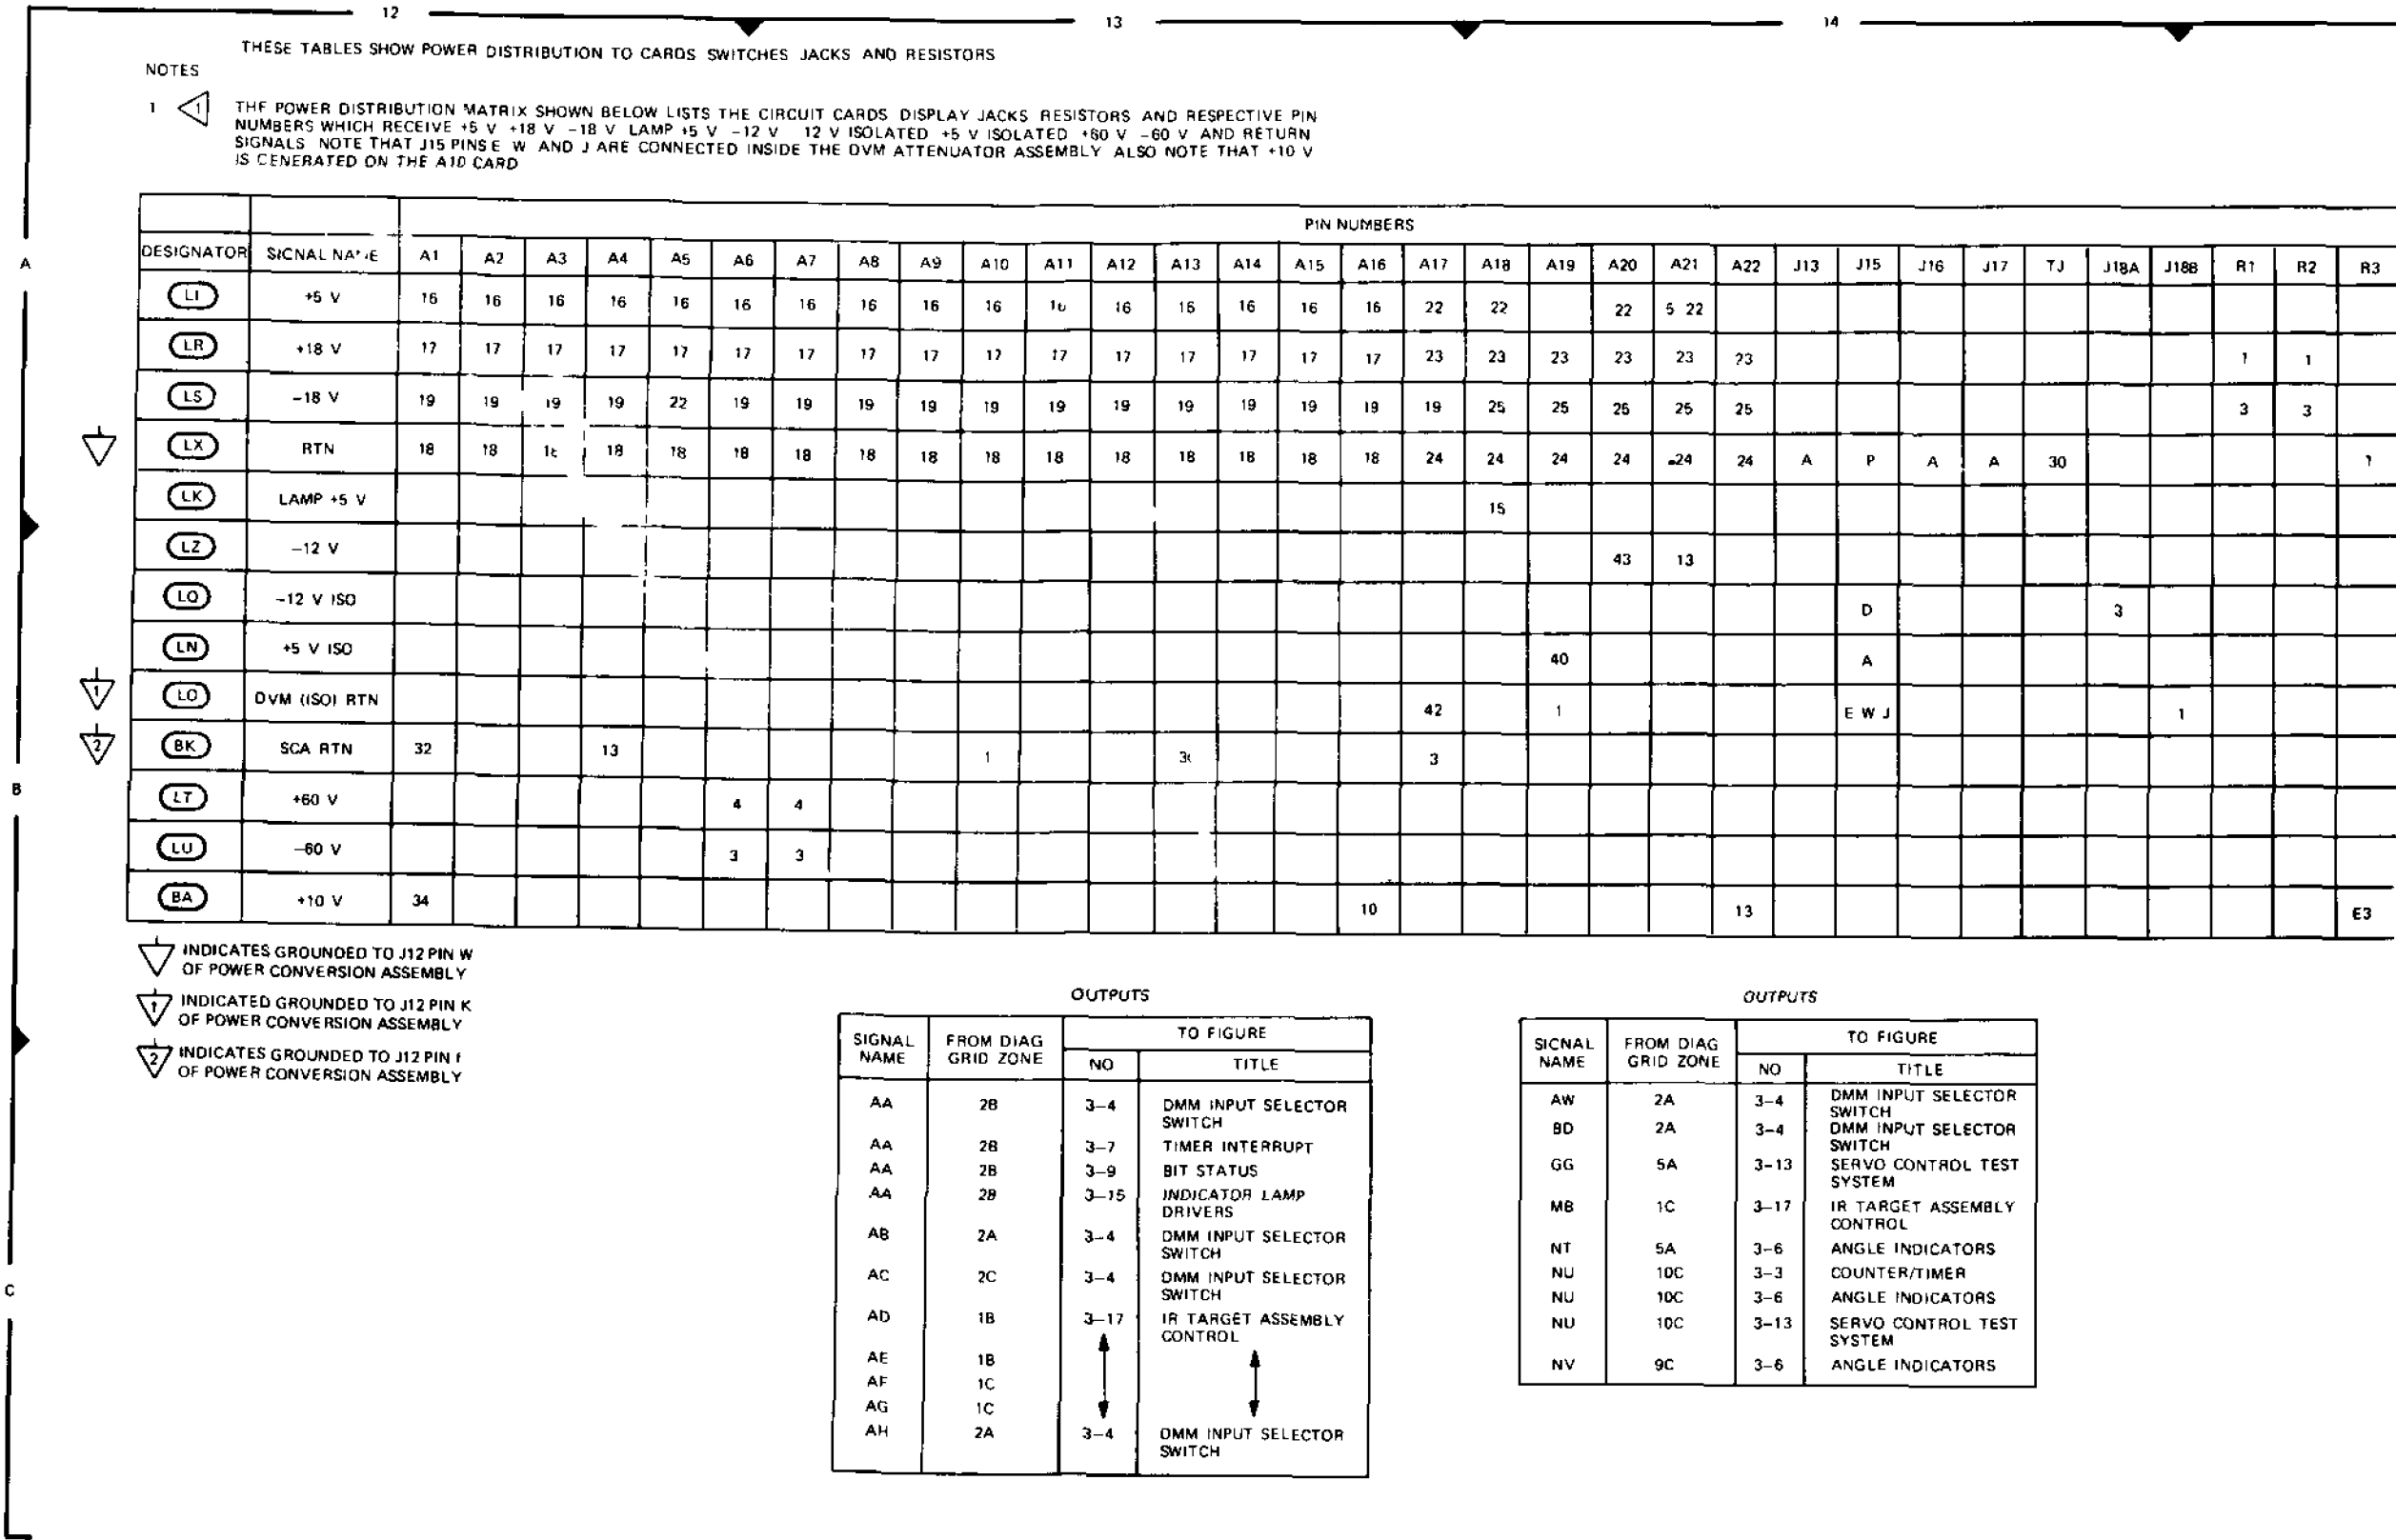 12 13 14
THESE TABLES SHOW POWER DISTRIBUTION TO CARDS SWITCHES JACKS AND RESISTORS
NOTES
1 1 THE POWER DISTRIBUTION MATRIX SHOWN BELOW LISTS THE CIRCUIT CARDS DISPLAY JACKS RESISTORS AND RESPECTIVE PIN
NUMBERS WHICH RECEIVE +5 V +18 V -18 V LAMP +5 V -12 V 12 V ISOLATED +5 V ISOLATED +60 V -60 V AND RETURN
SIGNALS NOTE THAT J15 PINS E W AND J ARE CONNECTED INSIDE THE DVM ATTENUATOR ASSEMBLY ALSO NOTE THAT +10 V
IS CENERATED ON THE A10 CARD
PIN NUMBERS
A
DESIGNATOR SIGNAL A1 A2 A3 A4 A5 A6 A7 A8 A9 A10 A11 A12 A13 A14 A15 A16 A17 A18 A19 A20 A21 A22 J13 J15 J16 J17 TJ J18A J18B R1 R2 R3
LI +5 V 16 16 16 16 16 16 16 16 16 16 16 16 16 16 16 22 22 22 5 22
LR +18 V 17 17 17 17 17 17 17 17 17 17 17 17 17 17 17 17 23 23 23 23 23 23 1 1
LS -18 V 19 19 19 19 22 19 19 19 19 19 19 19 19 19 19 19 19 25 25 25 25 25 3 3
LX RTN 18 18 18 18 18 18 18 18 18 18 18 18 18 18 18 24 24 24 24 24 24 A P A A 30 1
LK LAMP +5 V 15
LZ -12 V 43 13
LQ -12 V ISO D 3
LN +5 V ISO 40 A
1 LO DVM (ISO) RTN 42 1 E W J 1
2 BK SCA RTN 32 13 1 3
B
LT +60 V 4 4
LU -60 V 3 3
BA +10 V 34 10 13 E3
INDICATES GROUNDED TO J12 PIN W
OF POWER CONVERSION ASSEMBLY
1 INDICATED GROUNDED TO J12 PIN K
OF POWER CONVERSION ASSEMBLY
2 INDICATES GROUNDED TO J12 PIN
OF POWER CONVERSION ASSEMBLY
C
OUTPUTS
SIGNAL NAME FROM DIAG GRID ZONE TO FIGURE
NO TITLE
AA 2B 3-4 DMM INPUT SELECTOR
SWITCH
AA 2B 3-7 TIMER INTERRUPT
AA 2B 3-9 BIT STATUS
AA 2B 3-15 INDICATOR LAMP
DRIVERS
AB 2A 3-4 DMM INPUT SELECTOR
SWITCH
AC 2C 3-4 DMM INPUT SELECTOR
SWITCH
AD 1B 3-17 IR TARGET ASSEMBLY
CONTROL
AE 1B
AF 1C
AG 1C
AH 2A 3-4 DMM INPUT SELECTOR
SWITCH
OUTPUTS
SIGNAL NAME FROM DIAG GRID ZONE TO FIGURE
NO TITLE
AW 2A 3-4 DMM INPUT SELECTOR
SWITCH
BD 2A 3-4 DMM INPUT SELECTOR
SWITCH
GG 5A 3-13 SERVO CONTROL TEST
SYSTEM
MB 1C 3-17 IR TARGET ASSEMBLY
CONTROL
NT 5A 3-6 ANGLE INDICATORS
NU 10C 3-3 COUNTER/TIMER
NU 10C 3-6 ANGLE INDICATORS
NU 10C 3-13 SERVO CONTROL TEST
SYSTEM
NV 9C 3-6 ANGLE INDICATORS